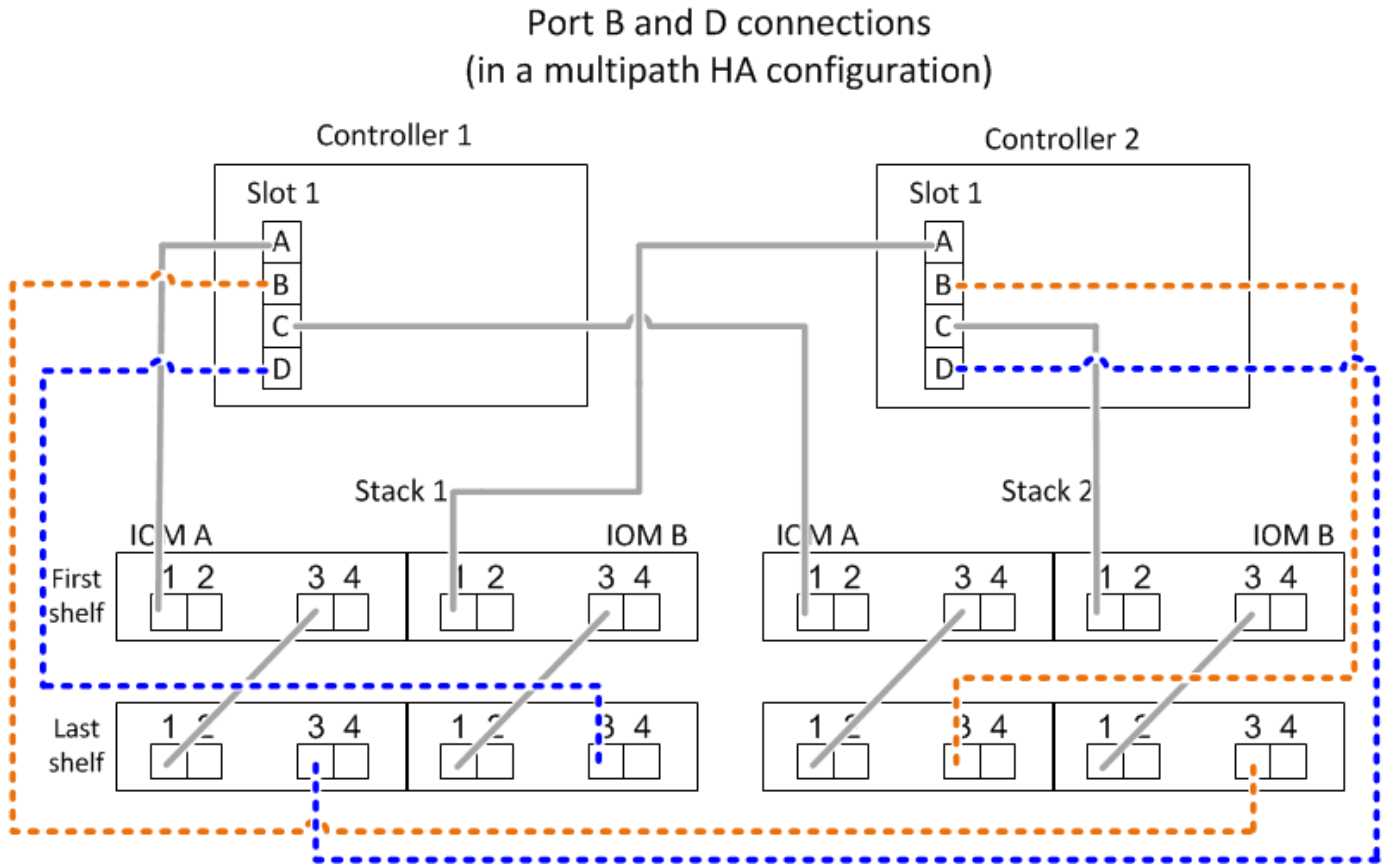 Port B and D connections
(in a multipath HA configuration)
Controller 1
Controller 2
Slot 1
Slot 1
A
A
B
B
C
C
D
D
Stack 1
Stack 2
IOM A
IOM B
IOM A
IOM B
First
shelf
1 2 3 4 1 2 3 4 1 2 3 4 1 2 3 4
Last
shelf
1 2 3 4 1 2 3 4 1 2 3 4 1 2 3 4